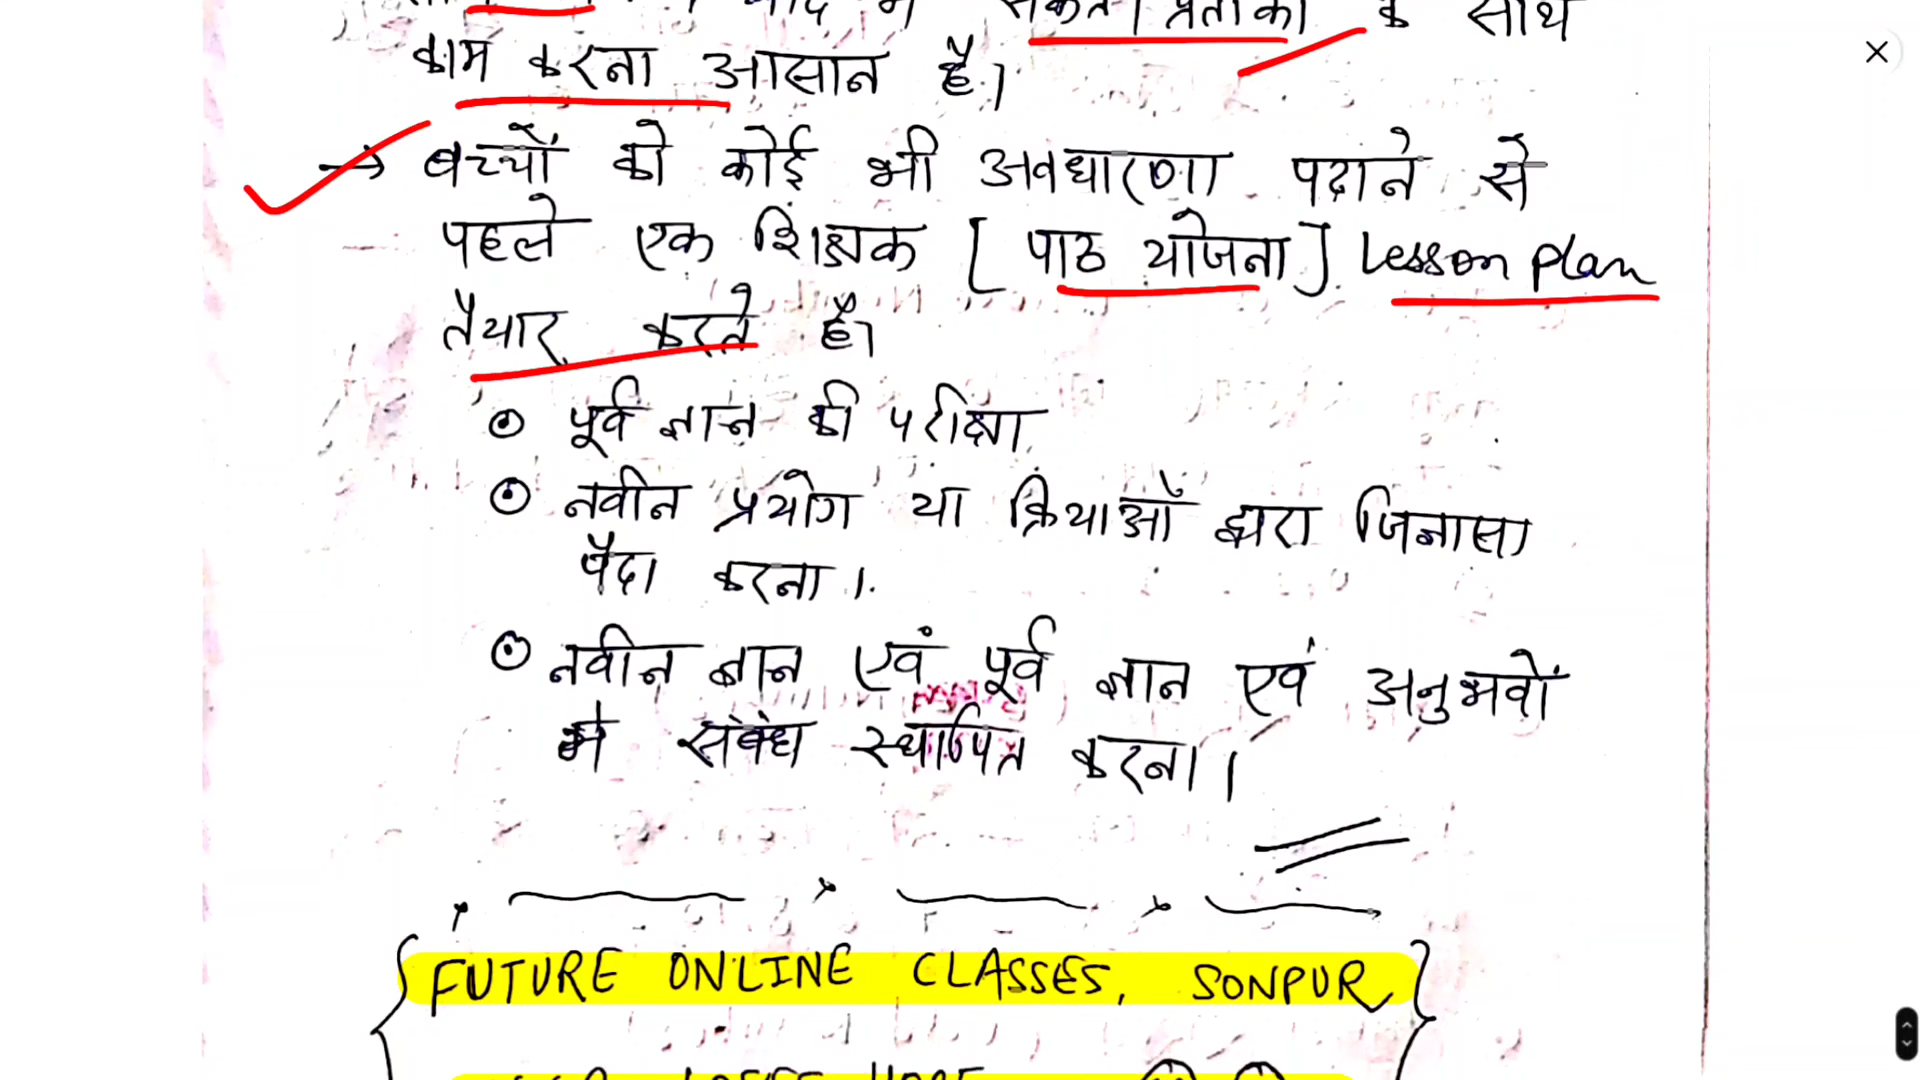 बाद में संकेत। प्रतीकों के साथ
काम करना आसान है।
→ बच्चों को कोई भी अवधारणा पढाने से
पहले एक शिक्षक [ पाठ योजना ] Lesson plan
तैयार करते है।
⊙ पूर्व ज्ञान की परीक्षा
⊙ नवीन प्रयोग या क्रियाओं द्वारा जिज्ञासा
पैदा करना।
⊙ नवीन ज्ञान एवं पूर्व ज्ञान एवं अनुभवों
में संबंध स्थापित करना।
FUTURE ONLINE CLASSES, SONPUR